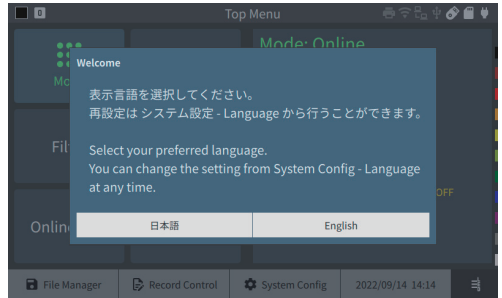 0
Top Menu
Mode: Online
Welcome
表示言語を選択してください。
再設定は システム設定 - Language から行うことができます。
Select your preferred language.
You can change the setting from System Config - Language
at any time.
OFF
Online
日本語
English
File Manager
Record Control
System Config
2022/09/14 14:14